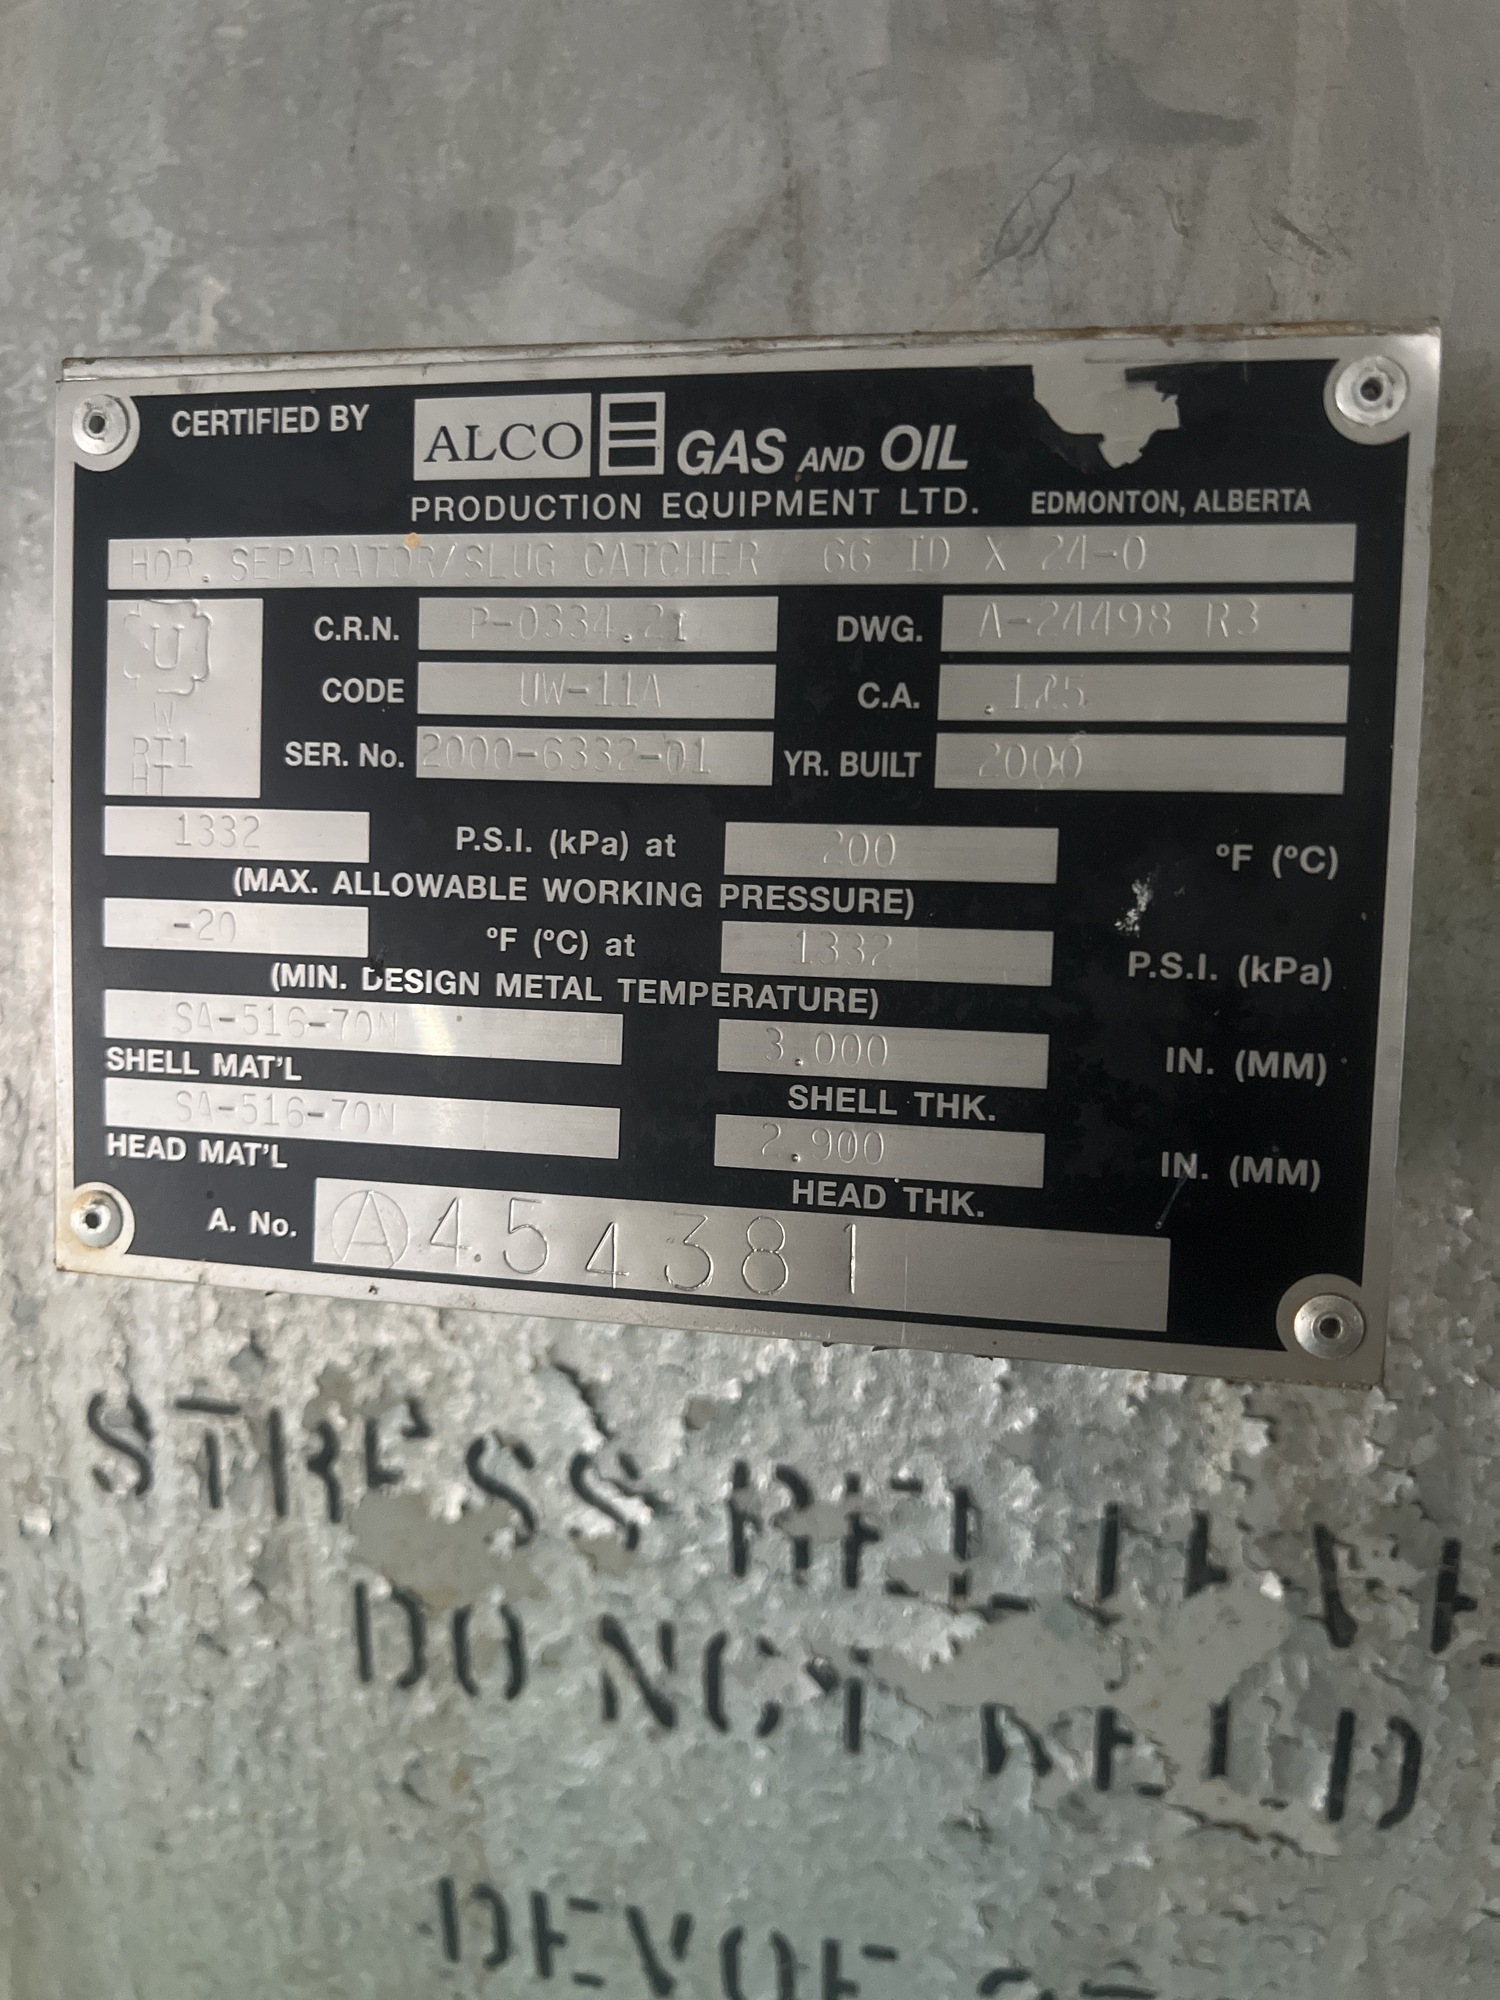 CERTIFIED BY ALCO GAS AND OIL
PRODUCTION EQUIPMENT LTD. EDMONTON, ALBERTA
HOR. SEPARATOR/SLUG CATCHER 66 ID X 24-0
U
W
RT1
HT
C.R.N. P-0334.21 DWG. A-24498 R3
CODE UW-11A C.A. .125
SER. No. 2000-6332-01 YR. BUILT 2000
1332 P.S.I. (kPa) at 200 °F (°C)
(MAX. ALLOWABLE WORKING PRESSURE)
-20 °F (°C) at 1332 P.S.I. (kPa)
(MIN. DESIGN METAL TEMPERATURE)
SA-516-70N 3.000 IN. (MM)
SHELL MAT'L SHELL THK.
SA-516-70N 2.900 IN. (MM)
HEAD MAT'L HEAD THK.
A. No. A 454381
STRESS RELIEVE
DO NOT WELD
DEVOE